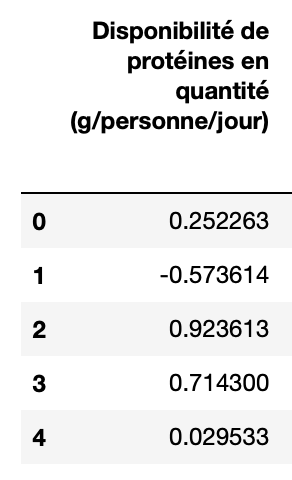 Disponibilité de
protéines en
quantité
(g/personne/jour)
0 0.252263
1 -0.573614
2 0.923613
3 0.714300
4 0.029533